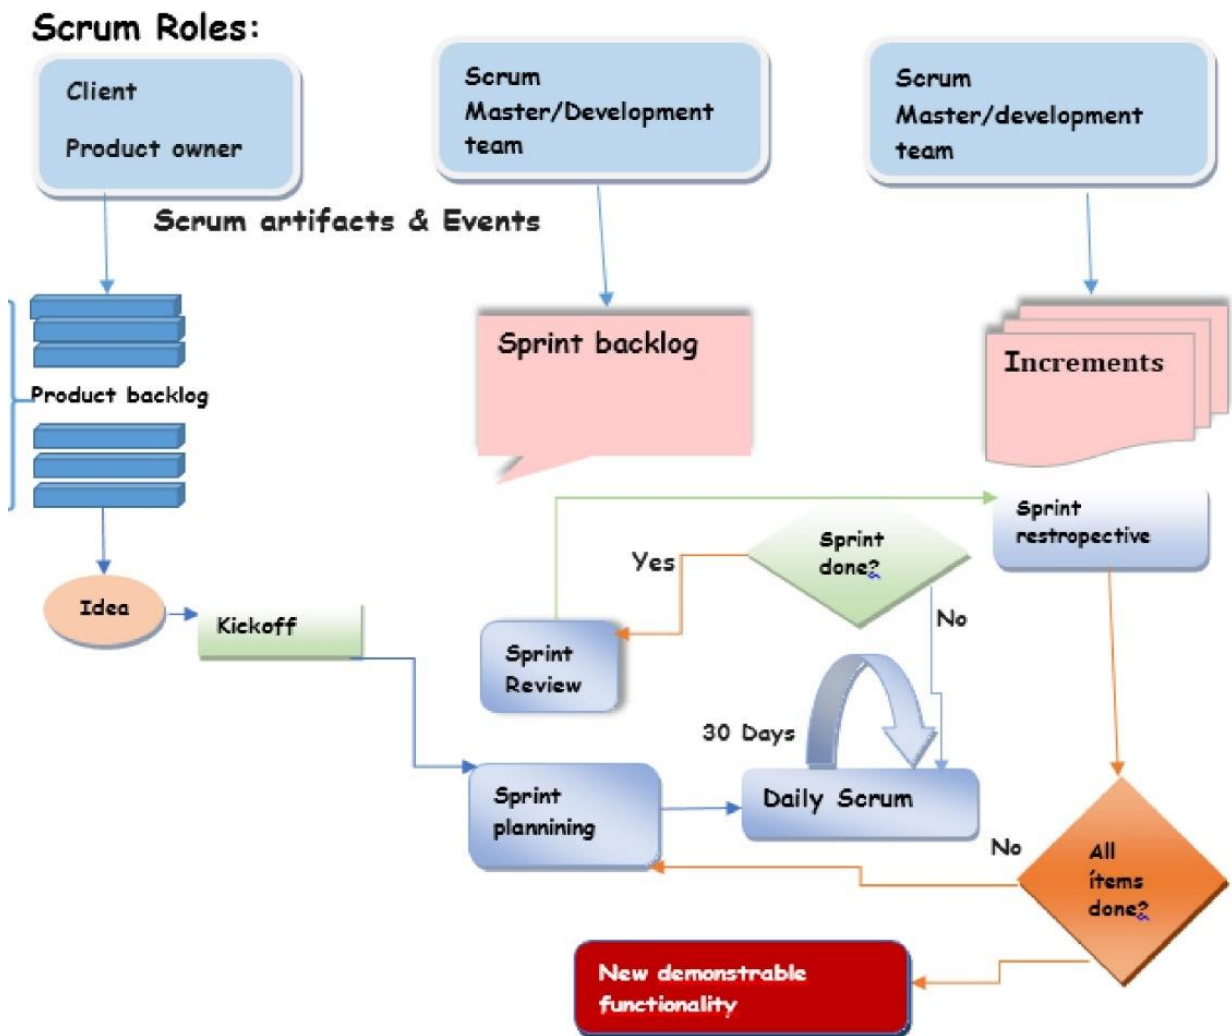 Scrum Roles:
Client
Product owner
Scrum
Master/Development
team
Scrum
Master/development
team
Scrum artifacts & Events
Product backlog
Sprint backlog
Increments
Idea
Kickoff
Sprint
restropective
Sprint
done?
Yes
No
Sprint
Review
30 Days
Sprint
plannining
Daily Scrum
No
All
ítems
done?
New demonstrable
functionality